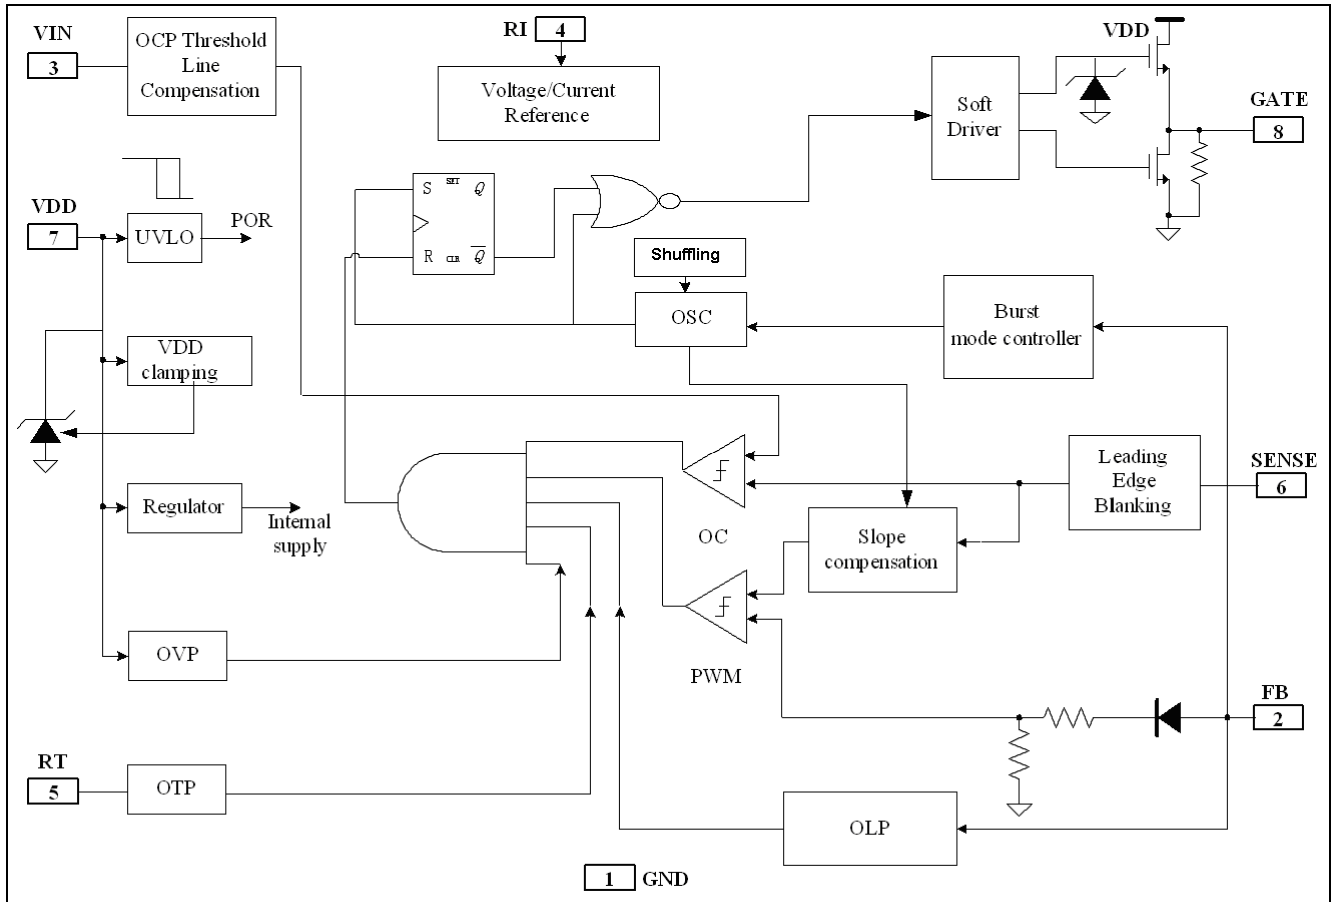 VIN
3
OCP Threshold
Line
Compensation
RI
4
Voltage/Current
Reference
VDD
Soft
Driver
GATE
8
S SET Q
R CLR Q
Shuffling
VDD
7
UVLO
POR
OSC
Burst
mode controller
VDD
clamping
Leading
Edge
Blanking
SENSE
6
Regulator
Internal
supply
OC
Slope
compensation
OVP
PWM
FB
2
RT
5
OTP
OLP
1
GND